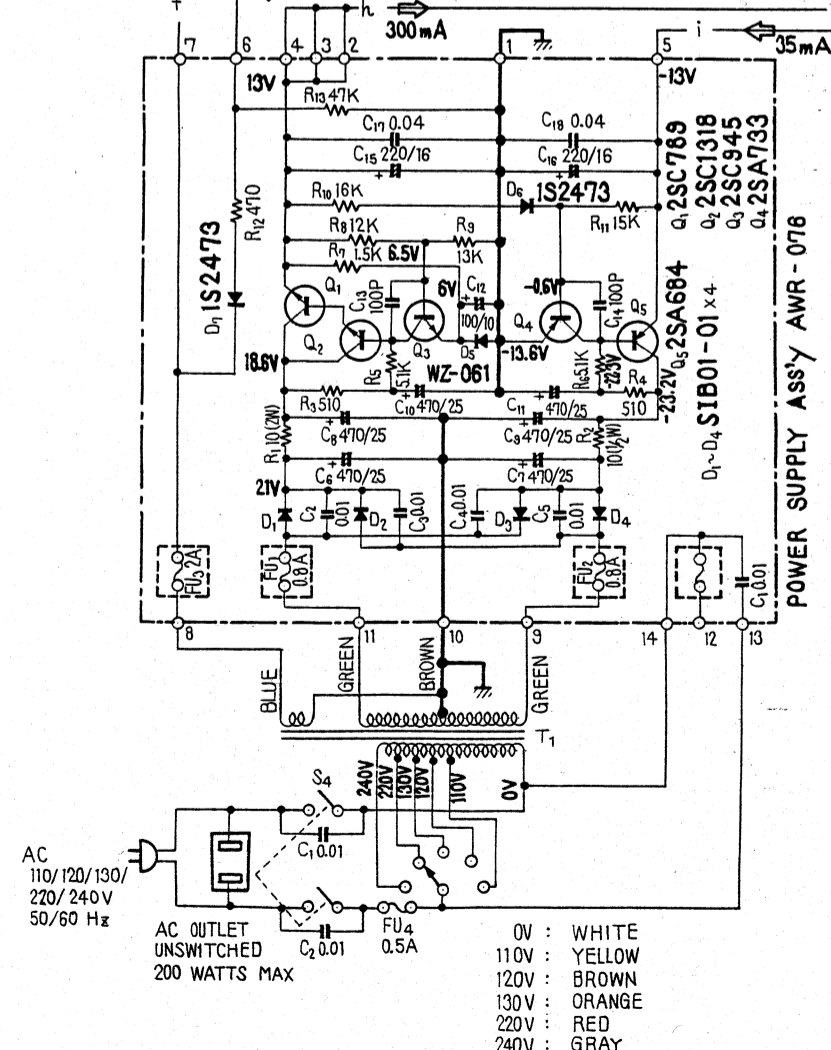 h
300mA
i
35mA
7
6
4
3
2
1
5
13V
-13V
R13 47K
C17 0.04
C18 0.04
C15 220/16
+
C16 220/16
+
R10 16K
D6 1S2473
R11 15K
R8 12K
6.5V
R9
13K
R7 1.5K
R12 470
1S2473
D7
Q1
Q2
C13
100P
6V
+
C12
100/10
Q3
D5
WZ-061
-0.6V
Q4
C14 100P
Q5
-13.6V
18.6V
R5
5.1K
R6 5.1K
-22.5V
R4
510
-23.2V
R3 510
+
C10 470/25
+
C11 470/25
R1 10(2W)
+
C8 470/25
+
C9 470/25
R2
10(1/2W)
+
C6 470/25
+
C7 470/25
21V
D1
C2
0.01
D2
C3 0.01
C4 0.01
D3
C5
0.01
D4
FU3 2A
FU1
0.8A
FU2
0.8A
C1 0.01
Q1 2SC789
Q2 2SC1318
Q3 2SC945
Q4 2SA733
Q5 2SA684
D1~D4 SIB01-01×4
POWER SUPPLY ASS'Y AWR-076
8
11
10
9
14
12
13
BLUE
GREEN
BROWN
GREEN
T1
240V
220V
130V
120V
110V
0V
S4
C1 0.01
C2 0.01
FU4
0.5A
AC
110/120/130/
220/240V
50/60 Hz
AC OUTLET
UNSWITCHED
200 WATTS MAX
0V : WHITE
110V : YELLOW
120V : BROWN
130V : ORANGE
220V : RED
240V : GRAY